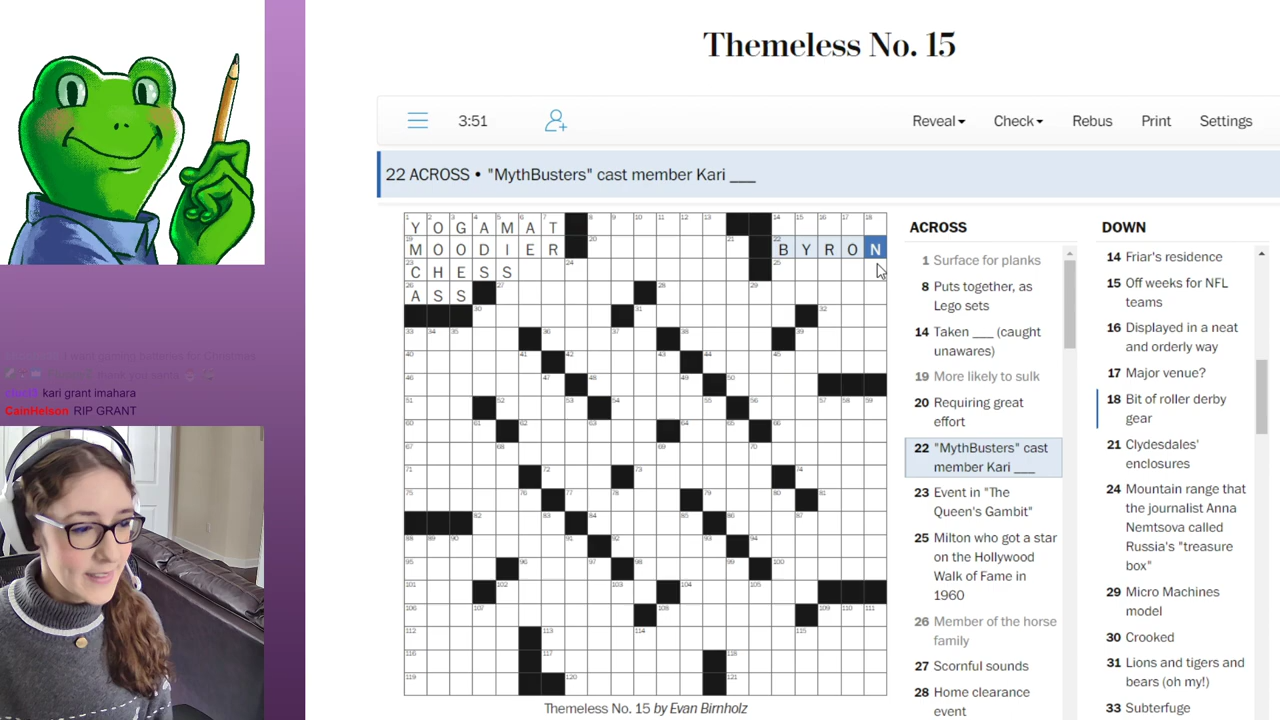 Themeless No. 15
3:51
Reveal
Check
Rebus
Print
Settings
22 ACROSS • "MythBusters" cast member Kari ___
YOGAMAT
MOODIER
BYRON
CHESS
ASS
kari grant imahara
CainHelson RIP GRANT
Themeless No. 15 by Evan Birnholz
ACROSS
1 Surface for planks
8 Puts together, as
Lego sets
14 Taken ___ (caught
unawares)
19 More likely to sulk
20 Requiring great
effort
22 "MythBusters" cast
member Kari ___
23 Event in "The
Queen's Gambit"
25 Milton who got a star
on the Hollywood
Walk of Fame in
1960
26 Member of the horse
family
27 Scornful sounds
28 Home clearance
event
DOWN
14 Friar's residence
15 Off weeks for NFL
teams
16 Displayed in a neat
and orderly way
17 Major venue?
18 Bit of roller derby
gear
21 Clydesdales'
enclosures
24 Mountain range that
the journalist Anna
Nemtsova called
Russia's "treasure
box"
29 Micro Machines
model
30 Crooked
31 Lions and tigers and
bears (oh my!)
33 Subterfuge